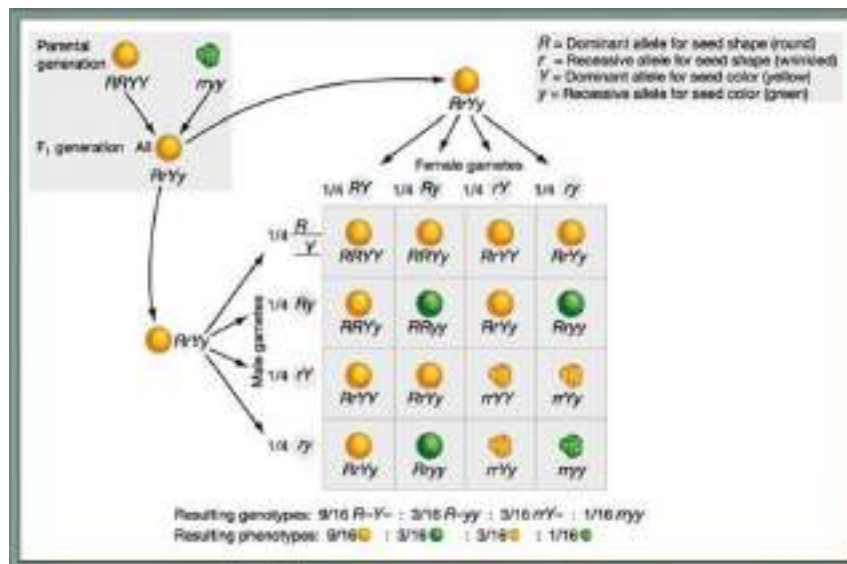 Parental
generation
RRYY
rryy
F₁ generation All
RrYy
R = Dominant allele for seed shape (round)
r = Recessive allele for seed shape (wrinkled)
Y = Dominant allele for seed color (yellow)
y = Recessive allele for seed color (green)
RrYy
Female gametes
1/4 RY 1/4 Ry 1/4 rY 1/4 ry
RrYy
Male gametes
1/4 R
Y
RRYY RRYy RrYY RrYy
1/4 Ry
RRYy RRyy RrYy Rryy
1/4 rY
RrYY RrYy rrYY rrYy
1/4 ry
RrYy Rryy rrYy rryy
Resulting genotypes: 9/16 R–Y– : 3/16 R–yy : 3/16 rrY– : 1/16 rryy
Resulting phenotypes: 9/16 : 3/16 : 3/16 : 1/16